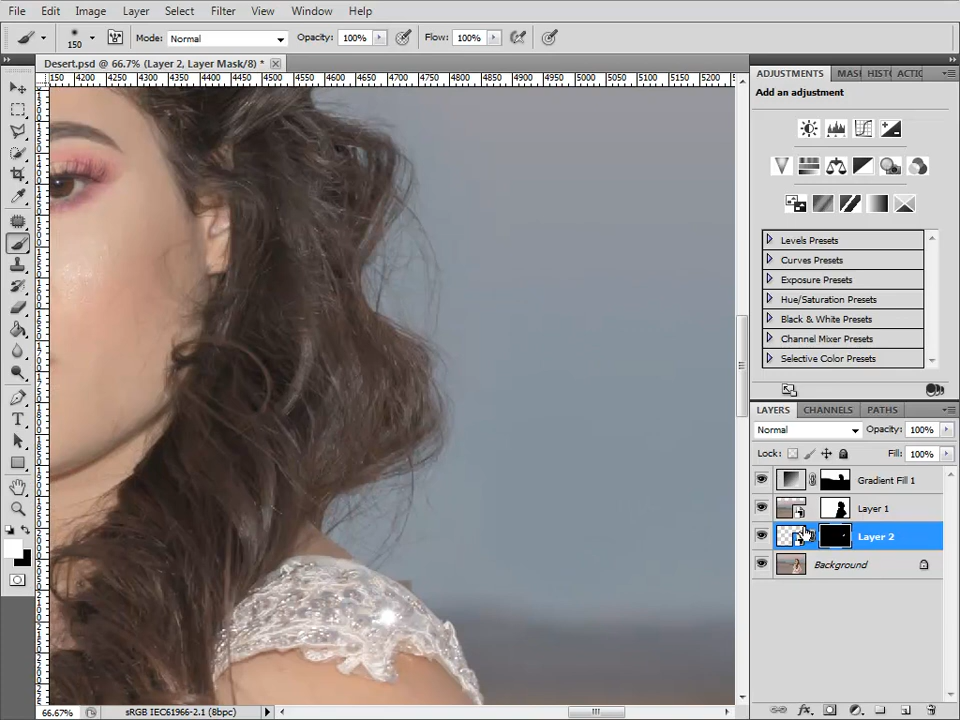 File Edit Image Layer Select Filter View Window Help
150 Mode: Normal Opacity: 100% Flow: 100%
Desert.psd @ 66.7% (Layer 2, Layer Mask/8) *
4200 4250 4300 4350 4400 4450 4500 4550 4600 4650 4700 4750 4800 4850 4900 4950 5000 5050 5100 5150 5200
ADJUSTMENTS MASK HIST ACTIC
Add an adjustment
Levels Presets
Curves Presets
Exposure Presets
Hue/Saturation Presets
Black & White Presets
Channel Mixer Presets
Selective Color Presets
LAYERS CHANNELS PATHS
Normal Opacity: 100%
Lock: Fill: 100%
Gradient Fill 1
Layer 1
Layer 2
Background
66.67% sRGB IEC61966-2.1 (8bpc)